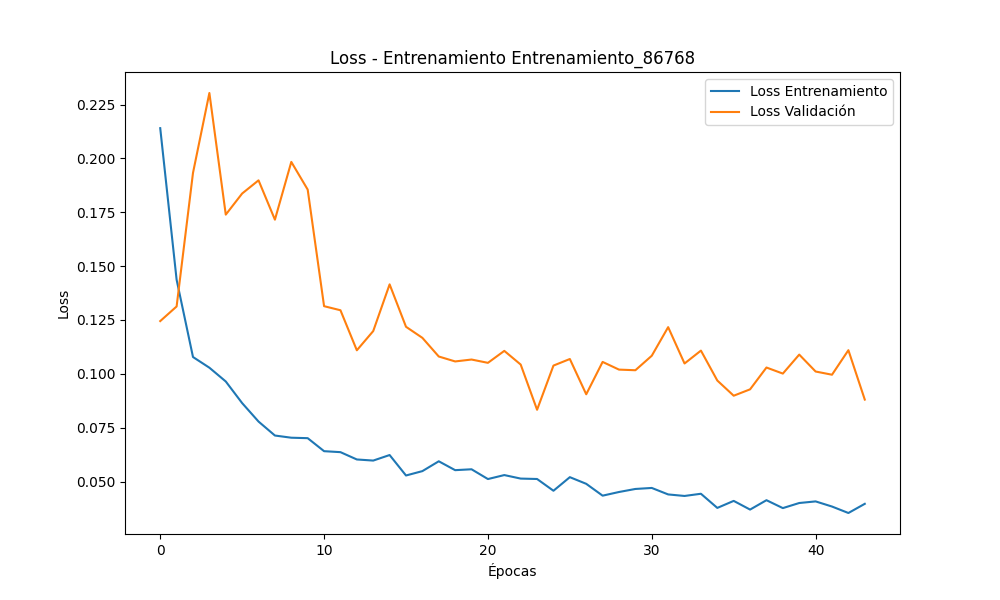 Loss - Entrenamiento Entrenamiento_86768
Loss Entrenamiento
Loss Validación
Loss
0.225
0.200
0.175
0.150
0.125
0.100
0.075
0.050
0 10 20 30 40
Épocas